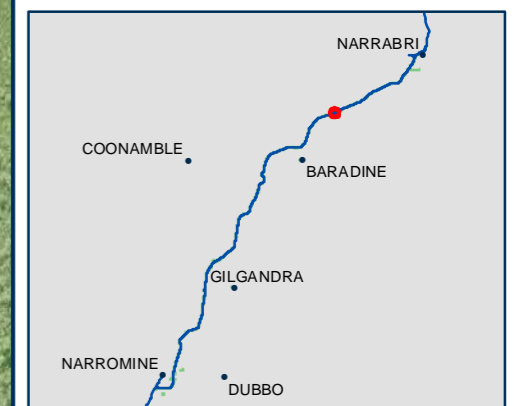 NARRABRI
COONAMBLE
BARADINE
GILGANDRA
NARROMINE
DUBBO